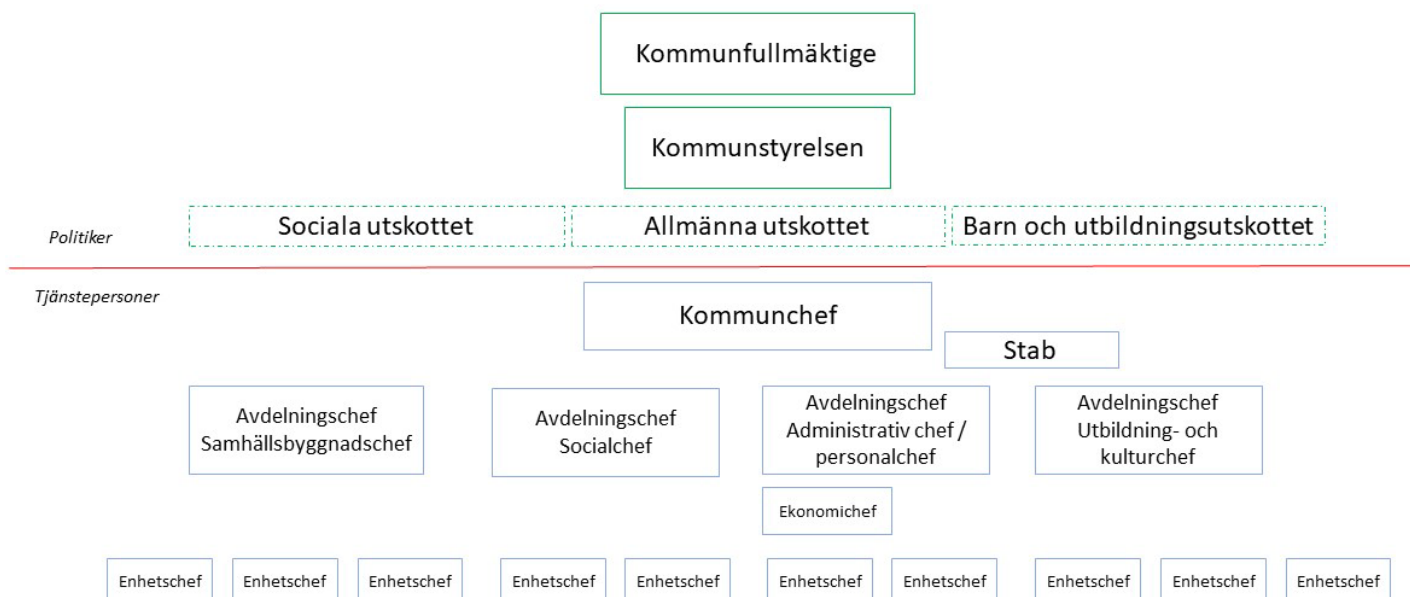 Kommunfullmäktige
Kommunstyrelsen
Sociala utskottet
Allmänna utskottet
Barn och utbildningsutskottet
Politiker
Tjänstepersoner
Kommunchef
Stab
Avdelningschef
Samhällsbyggnadschef
Avdelningschef
Socialchef
Avdelningschef
Administrativ chef /
personalchef
Avdelningschef
Utbildning- och
kulturchef
Ekonomichef
Enhetschef
Enhetschef
Enhetschef
Enhetschef
Enhetschef
Enhetschef
Enhetschef
Enhetschef
Enhetschef
Enhetschef